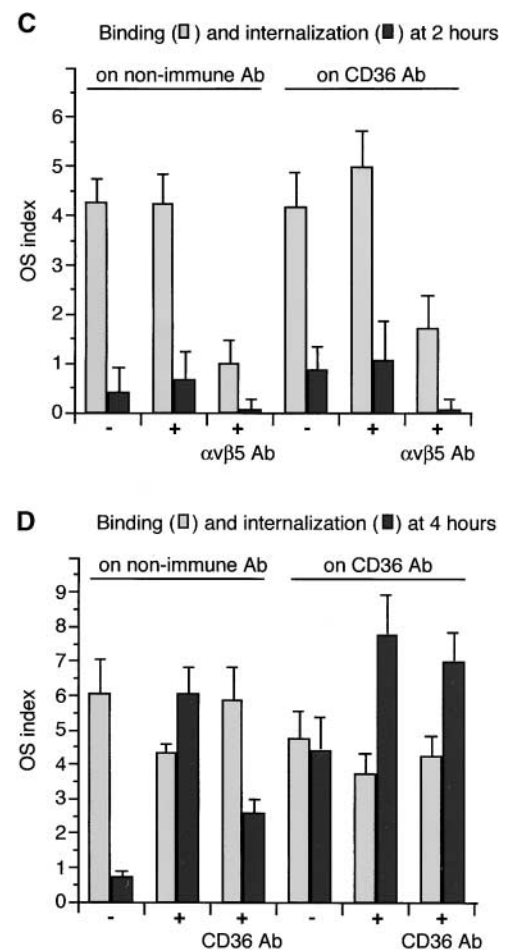 C
Binding (□) and internalization (■) at 2 hours
on non-immune Ab on CD36 Ab
OS index
6
5
4
3
2
1
0
- + + - + +
αvβ5 Ab αvβ5 Ab
D
Binding (□) and internalization (■) at 4 hours
on non-immune Ab on CD36 Ab
OS index
9
8
7
6
5
4
3
2
1
0
- + + - + +
CD36 Ab CD36 Ab